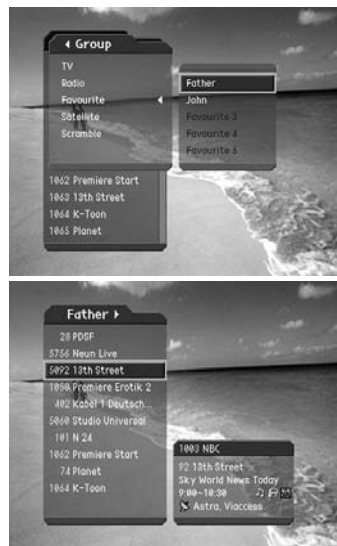 Group
TV
Radio
Favourite
Satellite
Scramble
Father
John
Favourite 3
Favourite 4
Favourite 5
1062 Premiere Start
1063 13th Street
1064 K-Toon
1065 Planet
Father
28 PDSF
5756 Neun Live
5092 13th Street
1058 Premiere Erotik 2
402 Kabel 1 Deutsch...
5060 Studio Universal
101 N 24
1062 Premiere Start
74 Planet
1064 K-Toon
1003 NBC
92 13th Street
Sky World News Today
9:00~10:30
Astra, Viaccess